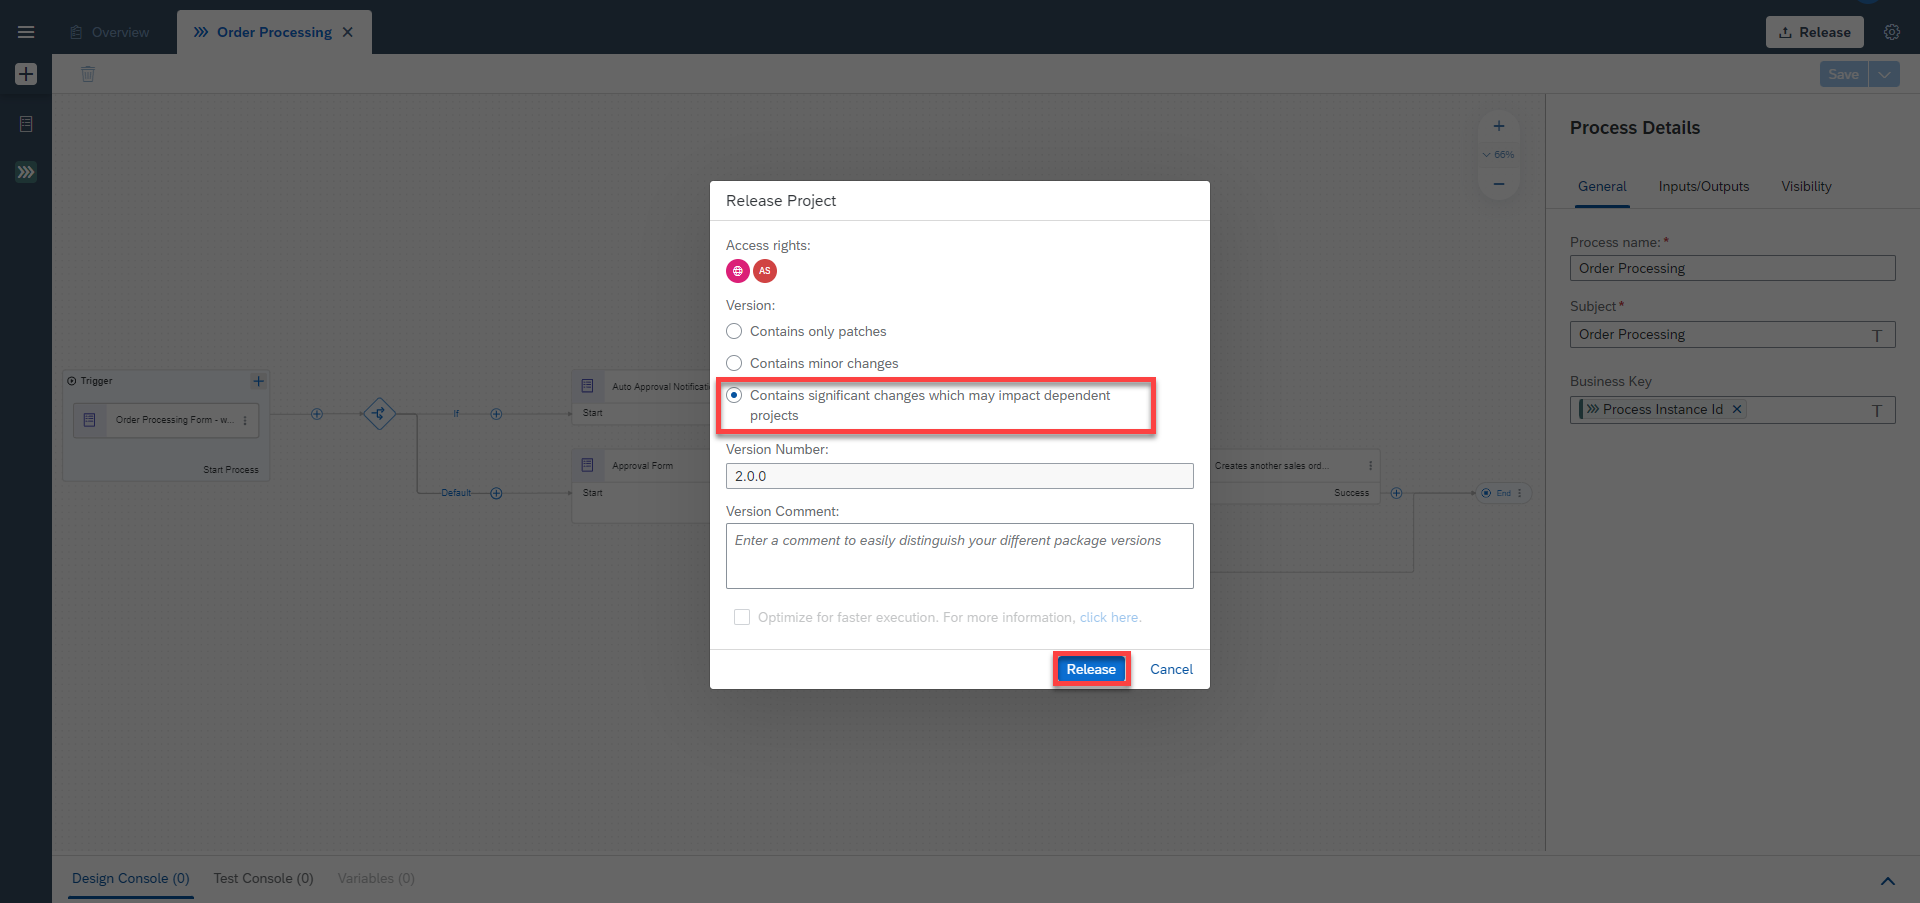 Overview
Order Processing
Release
Save
66%
Process Details
General
Inputs/Outputs
Visibility
Process name: *
Order Processing
Subject *
Order Processing
T
Business Key
Process Instance Id
T
Trigger
Order Processing Form - w...
Start Process
If
Default
Auto Approval Notificati
Start
Approval Form
Start
Creates another sales ord...
Success
End
Release Project
Access rights:
AS
Version:
Contains only patches
Contains minor changes
Contains significant changes which may impact dependent
projects
Version Number:
2.0.0
Version Comment:
Enter a comment to easily distinguish your different package versions
Optimize for faster execution. For more information, click here.
Release
Cancel
Design Console (0)
Test Console (0)
Variables (0)